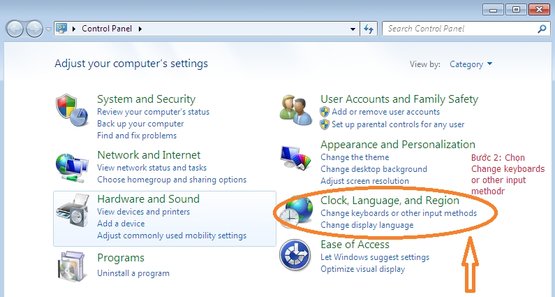 Control Panel
Search Control Panel
Adjust your computer's settings
View by: Category
System and Security
Review your computer's status
Back up your computer
Find and fix problems
Network and Internet
View network status and tasks
Choose homegroup and sharing options
Hardware and Sound
View devices and printers
Add a device
Adjust commonly used mobility settings
Programs
Uninstall a program
User Accounts and Family Safety
Add or remove user accounts
Set up parental controls for any user
Appearance and Personalization
Change the theme
Change desktop background
Adjust screen resolution
Bước 2: Chon
Change keyboards
or other input
methodr
Clock, Language, and Region
Change keyboards or other input methods
Change display language
Ease of Access
Let Windows suggest settings
Optimize visual display